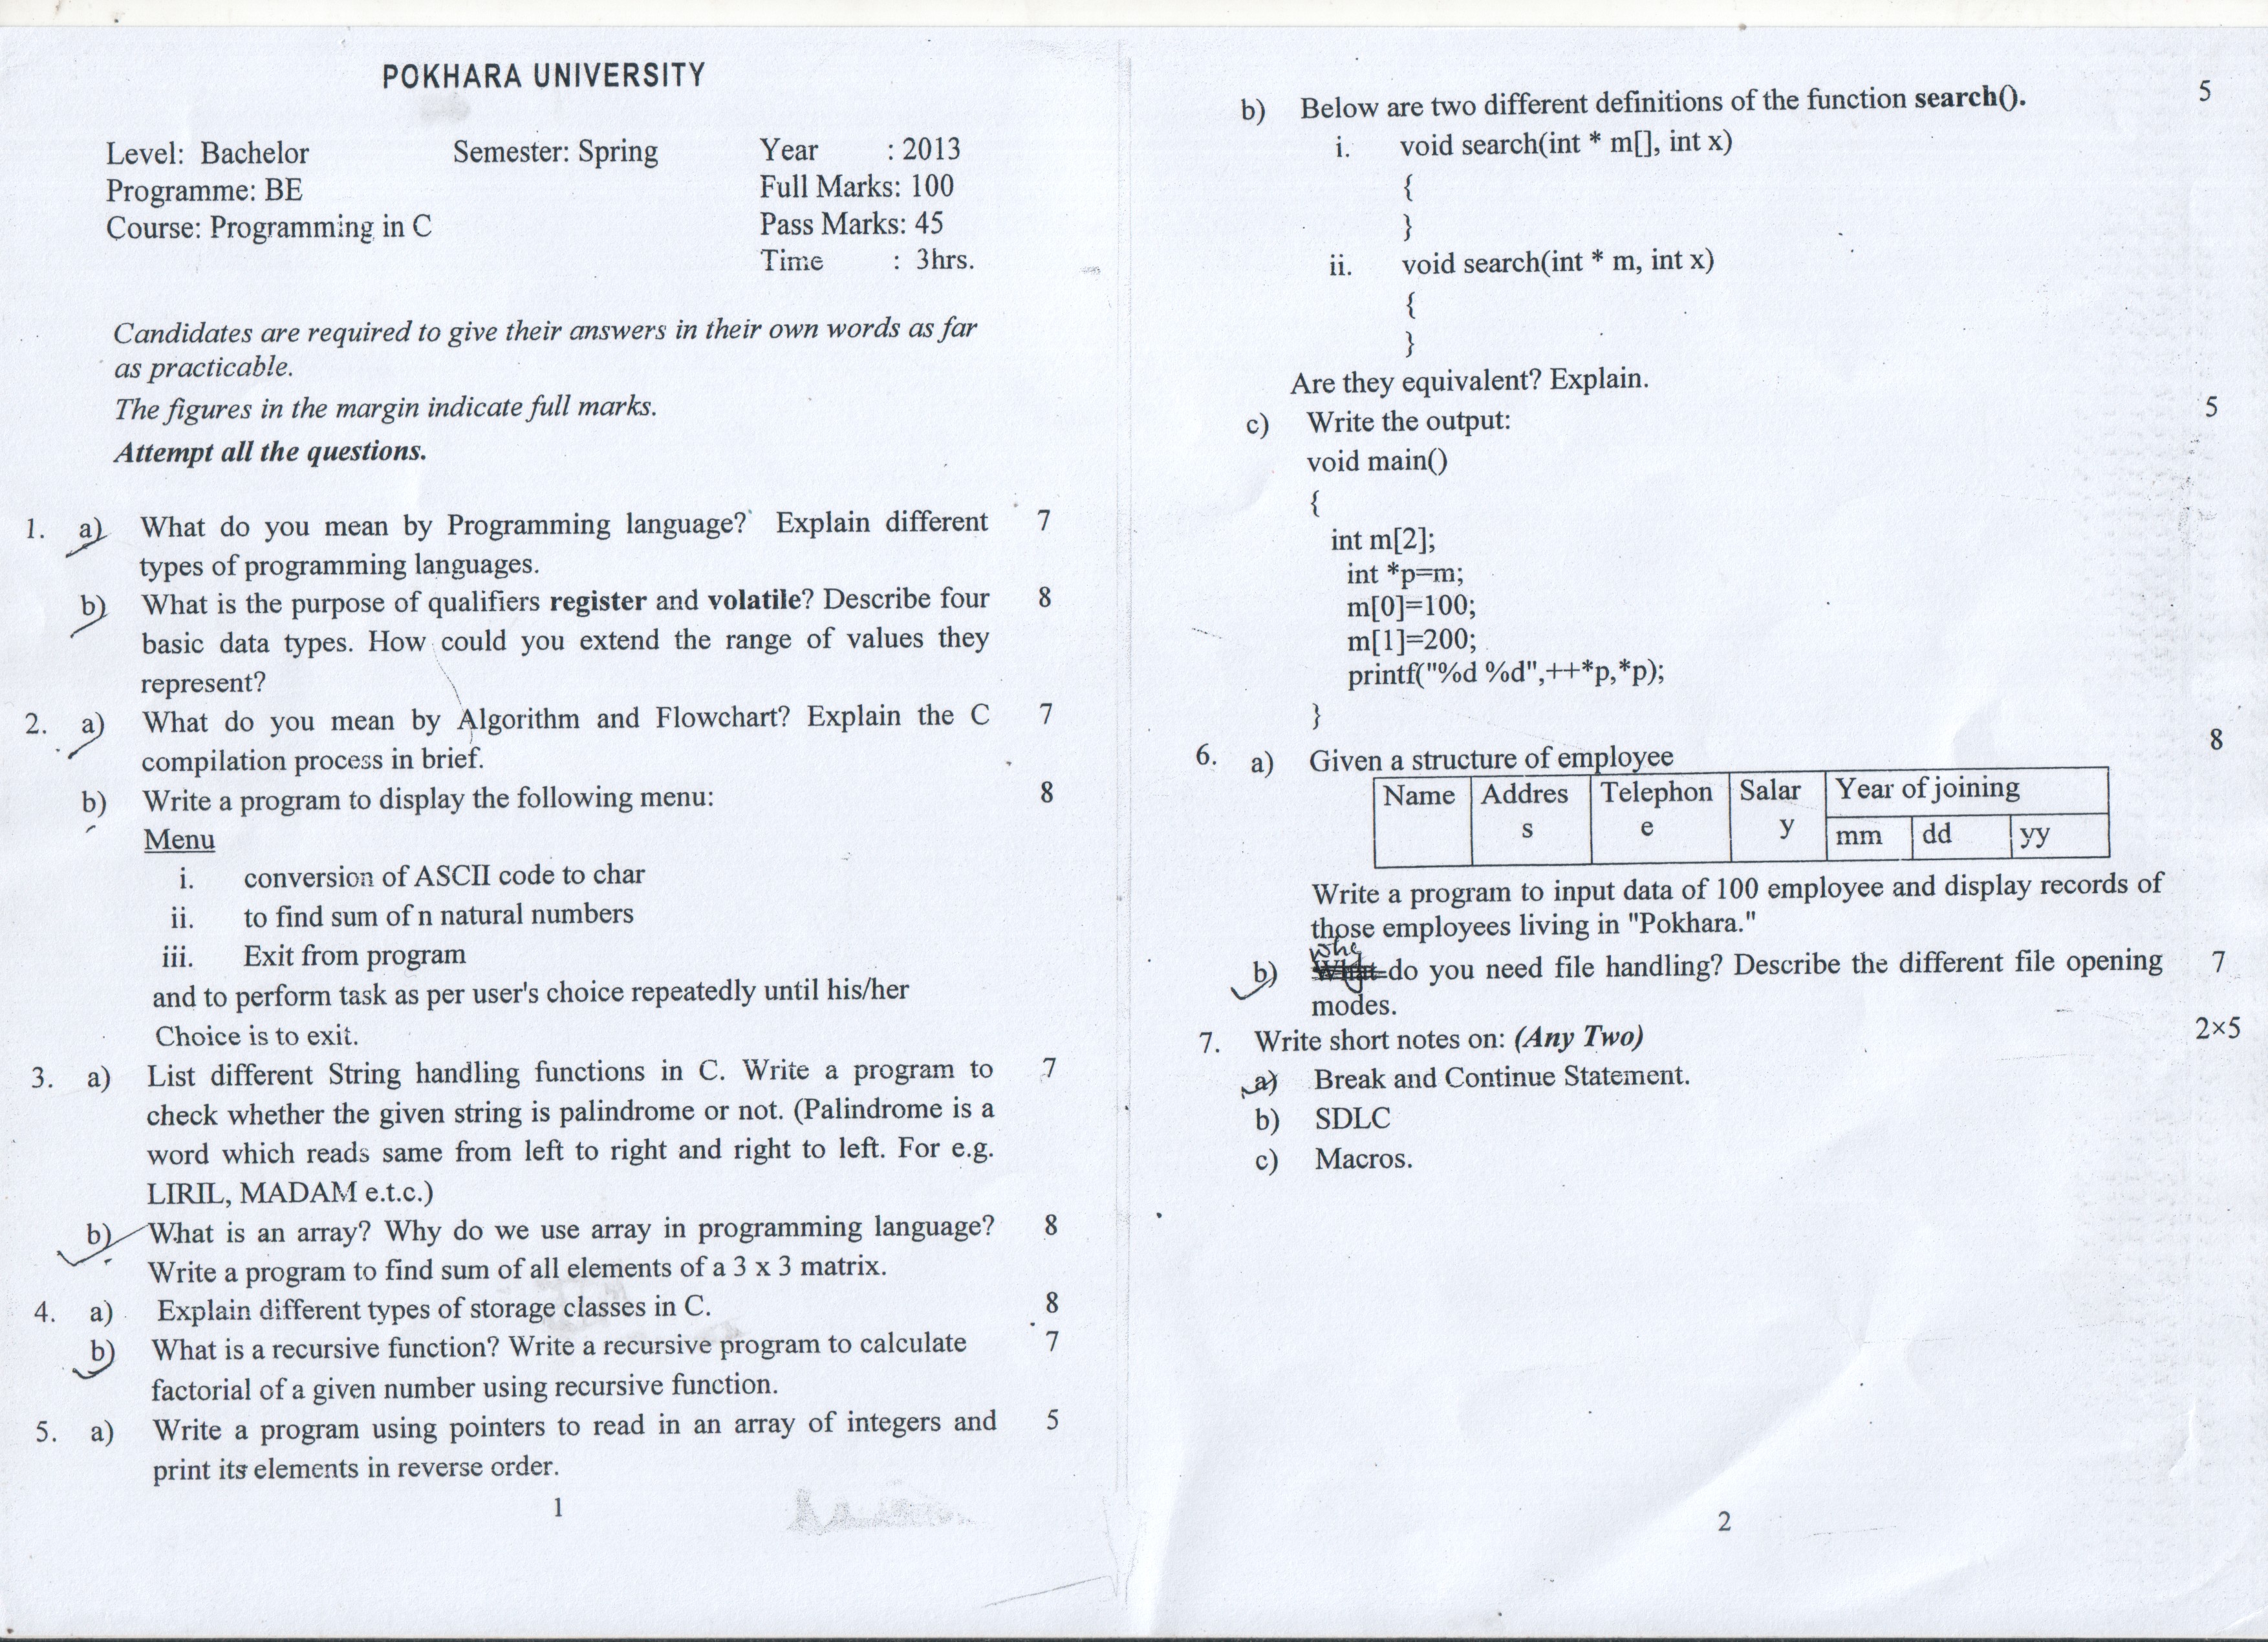 POKHARA UNIVERSITY
Level: Bachelor Semester: Spring Year : 2013
Programme: BE Full Marks: 100
Course: Programming in C Pass Marks: 45
Time : 3hrs.
Candidates are required to give their answers in their own words as far
as practicable.
The figures in the margin indicate full marks.
Attempt all the questions.
1. a) What do you mean by Programming language? Explain different 7
types of programming languages.
b) What is the purpose of qualifiers register and volatile? Describe four 8
basic data types. How could you extend the range of values they
represent?
2. a) What do you mean by Algorithm and Flowchart? Explain the C 7
compilation process in brief.
b) Write a program to display the following menu: 8
Menu
i. conversion of ASCII code to char
ii. to find sum of n natural numbers
iii. Exit from program
and to perform task as per user's choice repeatedly until his/her
Choice is to exit.
3. a) List different String handling functions in C. Write a program to 7
check whether the given string is palindrome or not. (Palindrome is a
word which reads same from left to right and right to left. For e.g.
LIRIL, MADAM e.t.c.)
b) What is an array? Why do we use array in programming language? 8
Write a program to find sum of all elements of a 3 x 3 matrix.
4. a) Explain different types of storage classes in C. 8
b) What is a recursive function? Write a recursive program to calculate 7
factorial of a given number using recursive function.
5. a) Write a program using pointers to read in an array of integers and 5
print its elements in reverse order.
1
b) Below are two different definitions of the function search(). 5
i. void search(int * m[], int x)
{
}
ii. void search(int * m, int x)
{
}
Are they equivalent? Explain.
c) Write the output: 5
void main()
{
int m[2];
int *p=m;
m[0]=100;
m[1]=200;
printf("%d %d",++*p,*p);
}
6. a) Given a structure of employee 8
Name Addres Telephon Salar Year of joining
s e y mm dd yy
Write a program to input data of 100 employee and display records of
those employees living in "Pokhara."
why
b) What do you need file handling? Describe the different file opening 7
modes.
7. Write short notes on: (Any Two) 2×5
a) Break and Continue Statement.
b) SDLC
c) Macros.
2